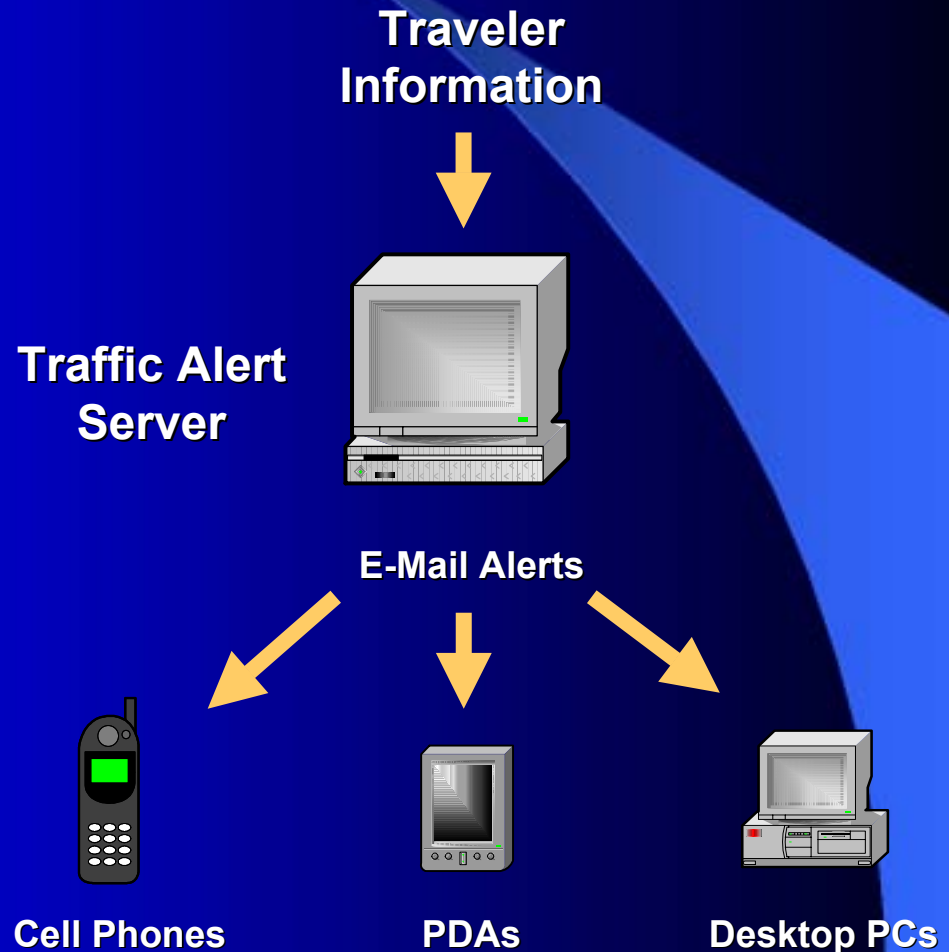 Traveler
Information
Traffic Alert
Server
E-Mail Alerts
Cell Phones
PDAs
Desktop PCs